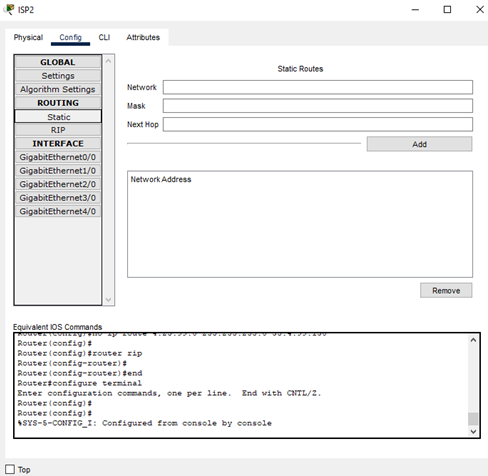 ISP2
Physical Config CLI Attributes
GLOBAL
Settings
Algorithm Settings
ROUTING
Static
RIP
INTERFACE
GigabitEthernet0/0
GigabitEthernet1/0
GigabitEthernet2/0
GigabitEthernet3/0
GigabitEthernet4/0
Static Routes
Network
Mask
Next Hop
Add
Network Address
Remove
Equivalent IOS Commands
Router(config)#
Router(config)#router rip
Router(config-router)#
Router(config-router)#end
Router#configure terminal
Enter configuration commands, one per line. End with CNTL/Z.
Router(config)#
Router(config)#
%SYS-5-CONFIG_I: Configured from console by console
Top